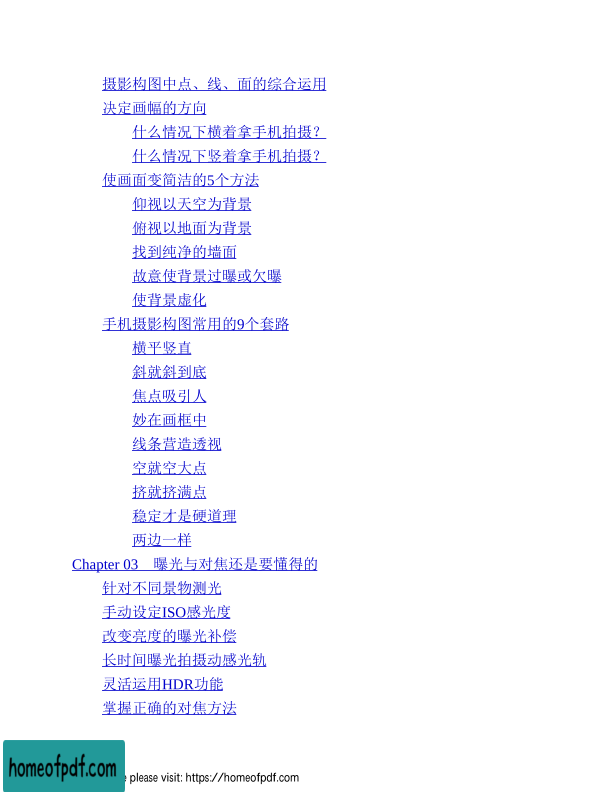 摄影构图中点、线、面的综合运用
决定画幅的方向
什么情况下横着拿手机拍摄？
什么情况下竖着拿手机拍摄？
使画面变简洁的5个方法
仰视以天空为背景
俯视以地面为背景
找到纯净的墙面
故意使背景过曝或欠曝
使背景虚化
手机摄影构图常用的9个套路
横平竖直
斜就斜到底
焦点吸引人
妙在画框中
线条营造透视
空就空大点
挤就挤满点
稳定才是硬道理
两边一样
Chapter 03　曝光与对焦还是要懂得的
针对不同景物测光
手动设定ISO感光度
改变亮度的曝光补偿
长时间曝光拍摄动感光轨
灵活运用HDR功能
掌握正确的对焦方法
homeofpdf.com
please visit: https://homeofpdf.com